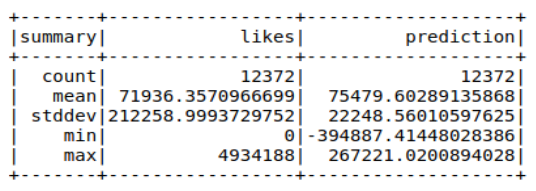 +-------+------------------+-------------------+
|summary|             likes|         prediction|
+-------+------------------+-------------------+
|  count|             12372|              12372|
|   mean|  71936.3570966699|  75479.60289135868|
| stddev|212258.9993729752|  22248.56010597625|
|    min|                 0|-394887.41448028386|
|    max|           4934188|  267221.0200894028|
+-------+------------------+-------------------+